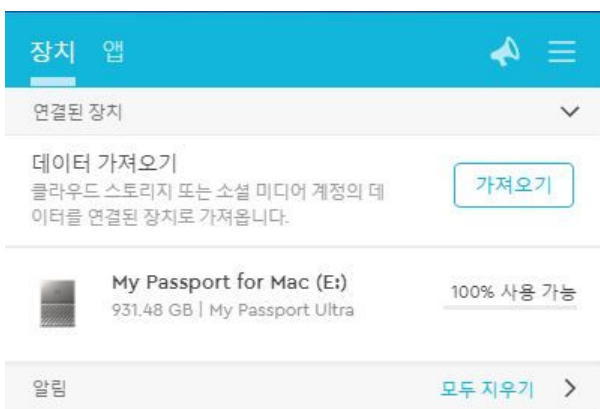 장치 앱
연결된 장치
데이터 가져오기
클라우드 스토리지 또는 소셜 미디어 계정의 데
이터를 연결된 장치로 가져옵니다.
가져오기
My Passport for Mac (E:)
931.48 GB | My Passport Ultra
100% 사용 가능
알림
모두 지우기